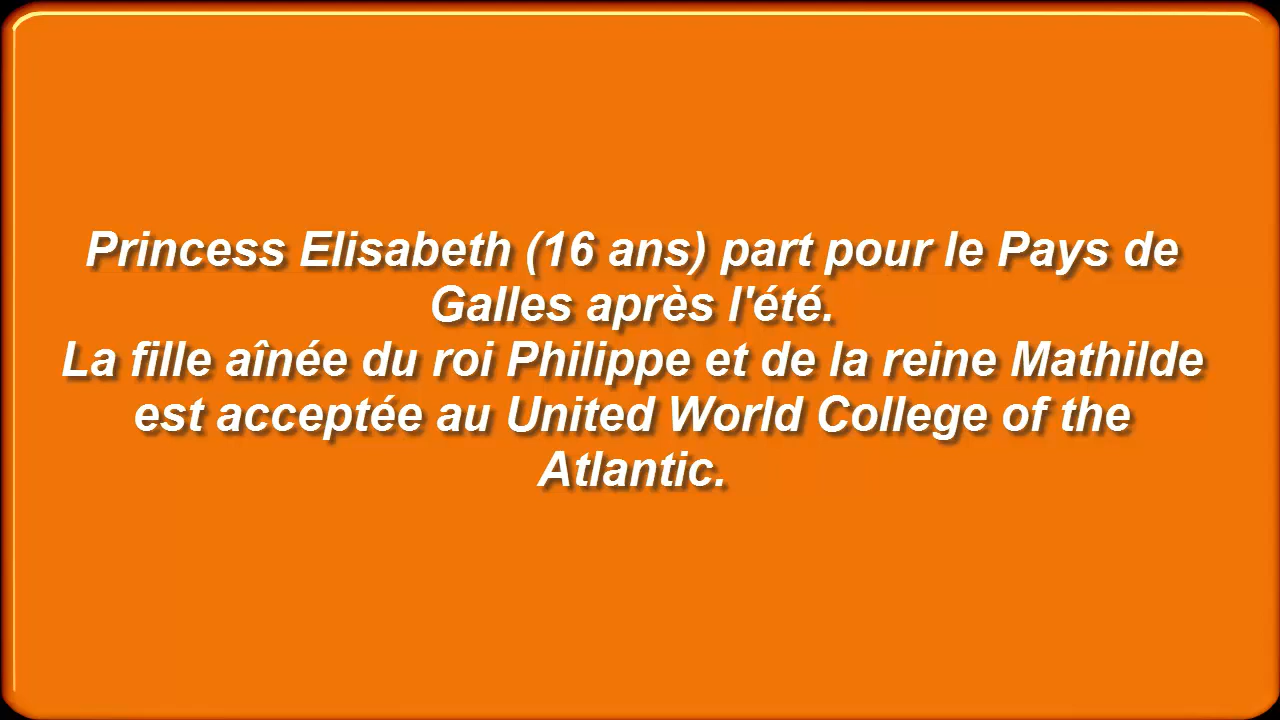 Princess Elisabeth (16 ans) part pour le Pays de
Galles après l'été.
La fille aînée du roi Philippe et de la reine Mathilde
est acceptée au United World College of the
Atlantic.